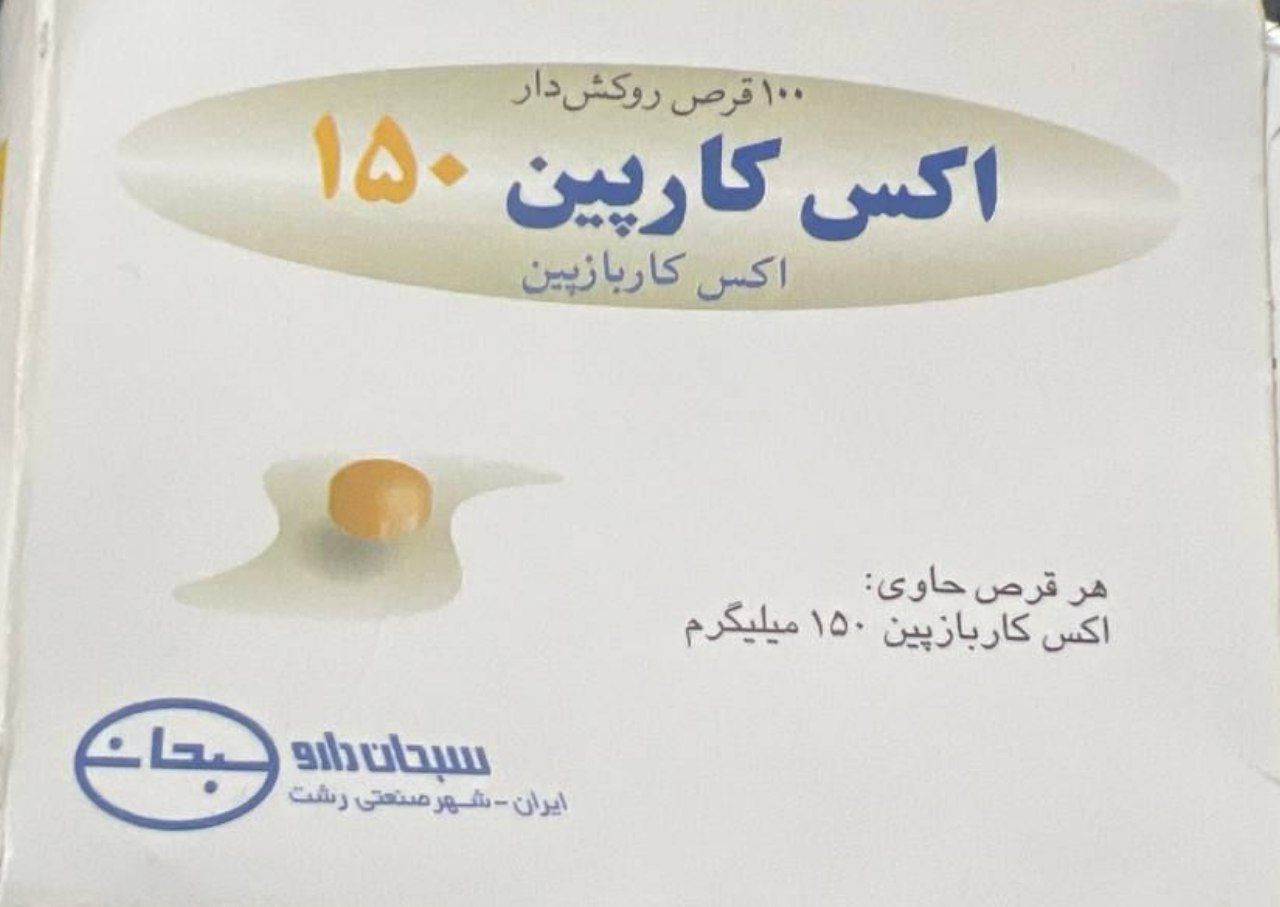 ۱۰۰ قرص روکش‌دار
اکس کارپین ۱۵۰
اکس کاربازپین
هر قرص حاوی:
اکس کاربازپین ۱۵۰ میلیگرم
سبحان
سبحان دارو
ایران - شهر صنعتی رشت